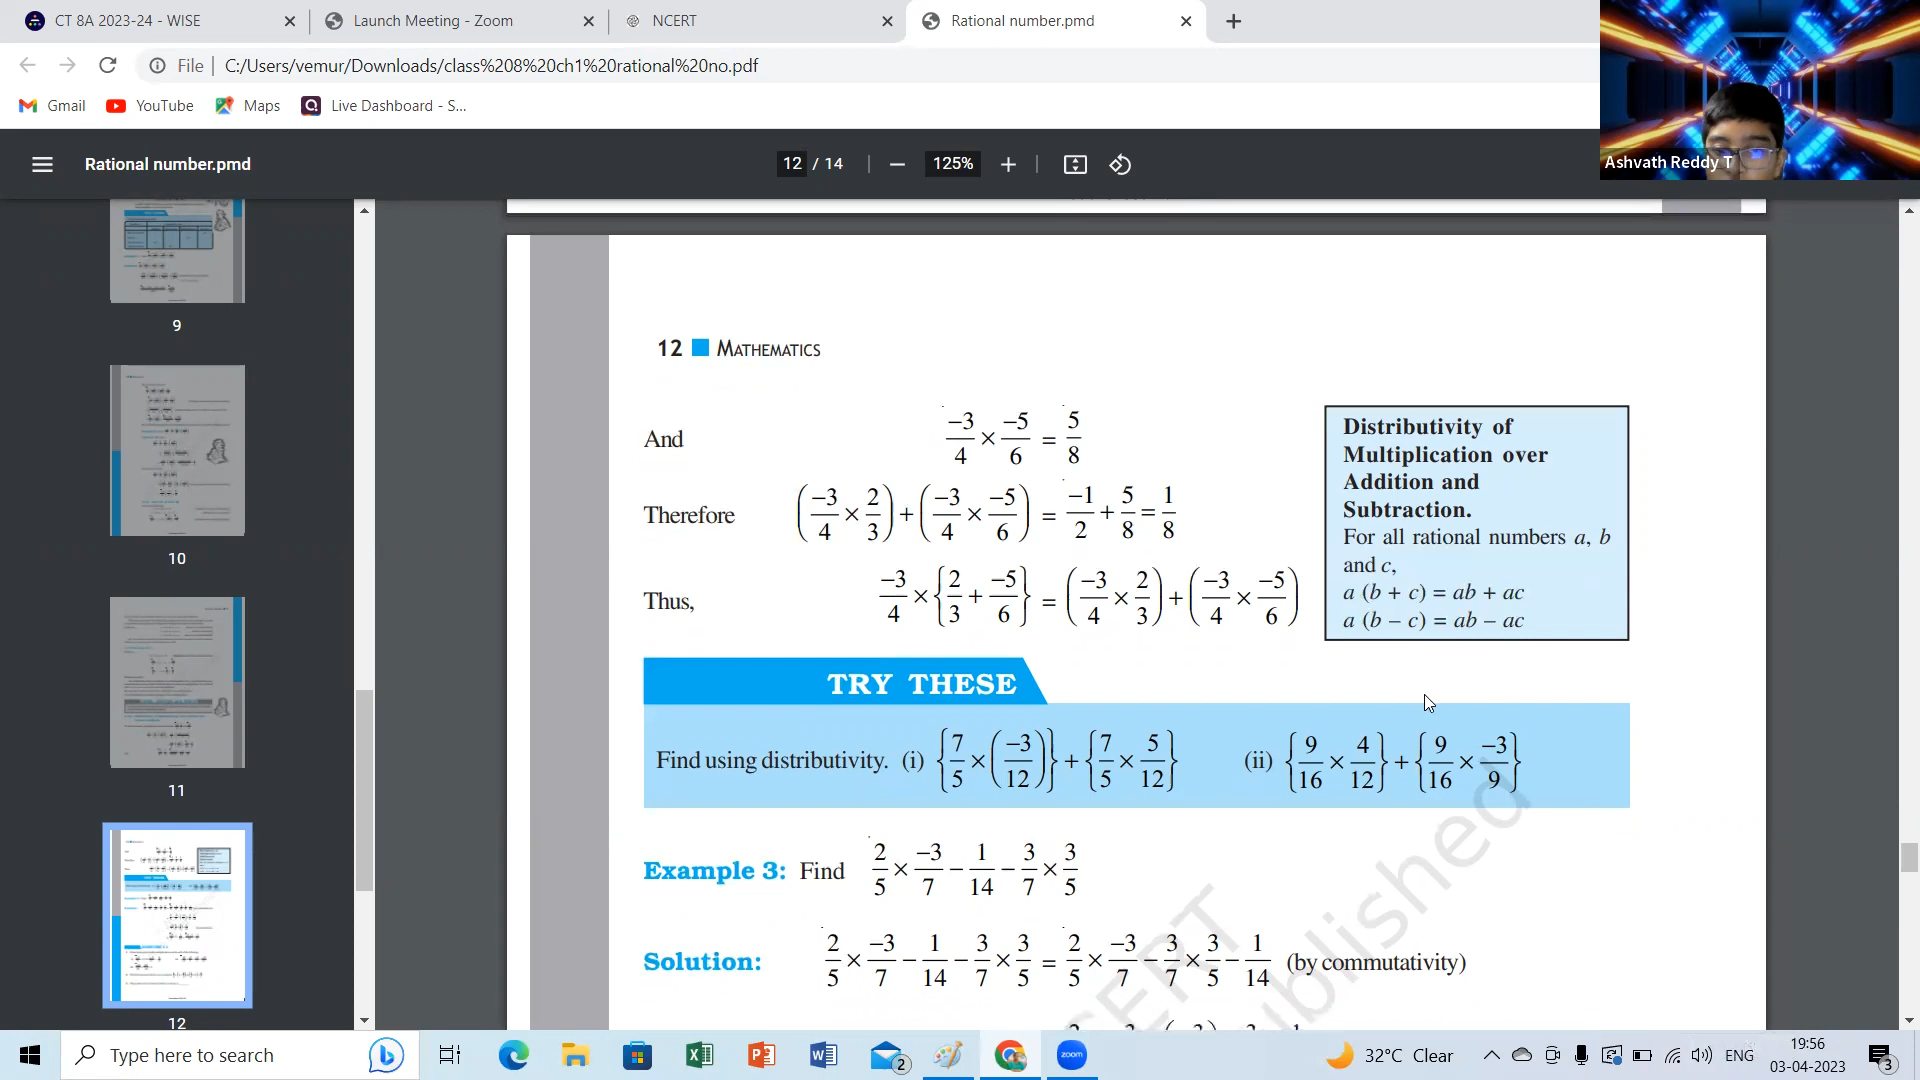 CT 8A 2023-24 - WISE
Launch Meeting - Zoom
NCERT
Rational number.pmd
File
C:/Users/vemur/Downloads/class%208%20ch1%20rational%20no.pdf
Gmail
YouTube
Maps
Live Dashboard - S...
Ashvath Reddy T
Rational number.pmd
12 / 14
125%
9
10
11
12
12 MATHEMATICS
And -3/4 × -5/6 = 5/8
Therefore (-3/4 × 2/3) + (-3/4 × -5/6) = -1/2 + 5/8 = 1/8
Thus, -3/4 × {2/3 + -5/6} = (-3/4 × 2/3) + (-3/4 × -5/6)
Distributivity of
Multiplication over
Addition and
Subtraction.
For all rational numbers a, b
and c,
a (b + c) = ab + ac
a (b – c) = ab – ac
TRY THESE
Find using distributivity. (i) {7/5 × (-3/12)} + {7/5 × 5/12} (ii) {9/16 × 4/12} + {9/16 × -3/9}
Example 3: Find 2/5 × -3/7 – 1/14 – 3/7 × 3/5
Solution: 2/5 × -3/7 – 1/14 – 3/7 × 3/5 = 2/5 × -3/7 – 3/7 × 3/5 – 1/14 (by commutativity)
Type here to search
2
zoom
32°C Clear
ENG
19:56
03-04-2023
3